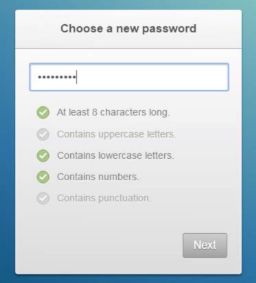 Choose a new password
•••••••••
At least 8 characters long.
Contains uppercase letters.
Contains lowercase letters.
Contains numbers.
Contains punctuation.
Next